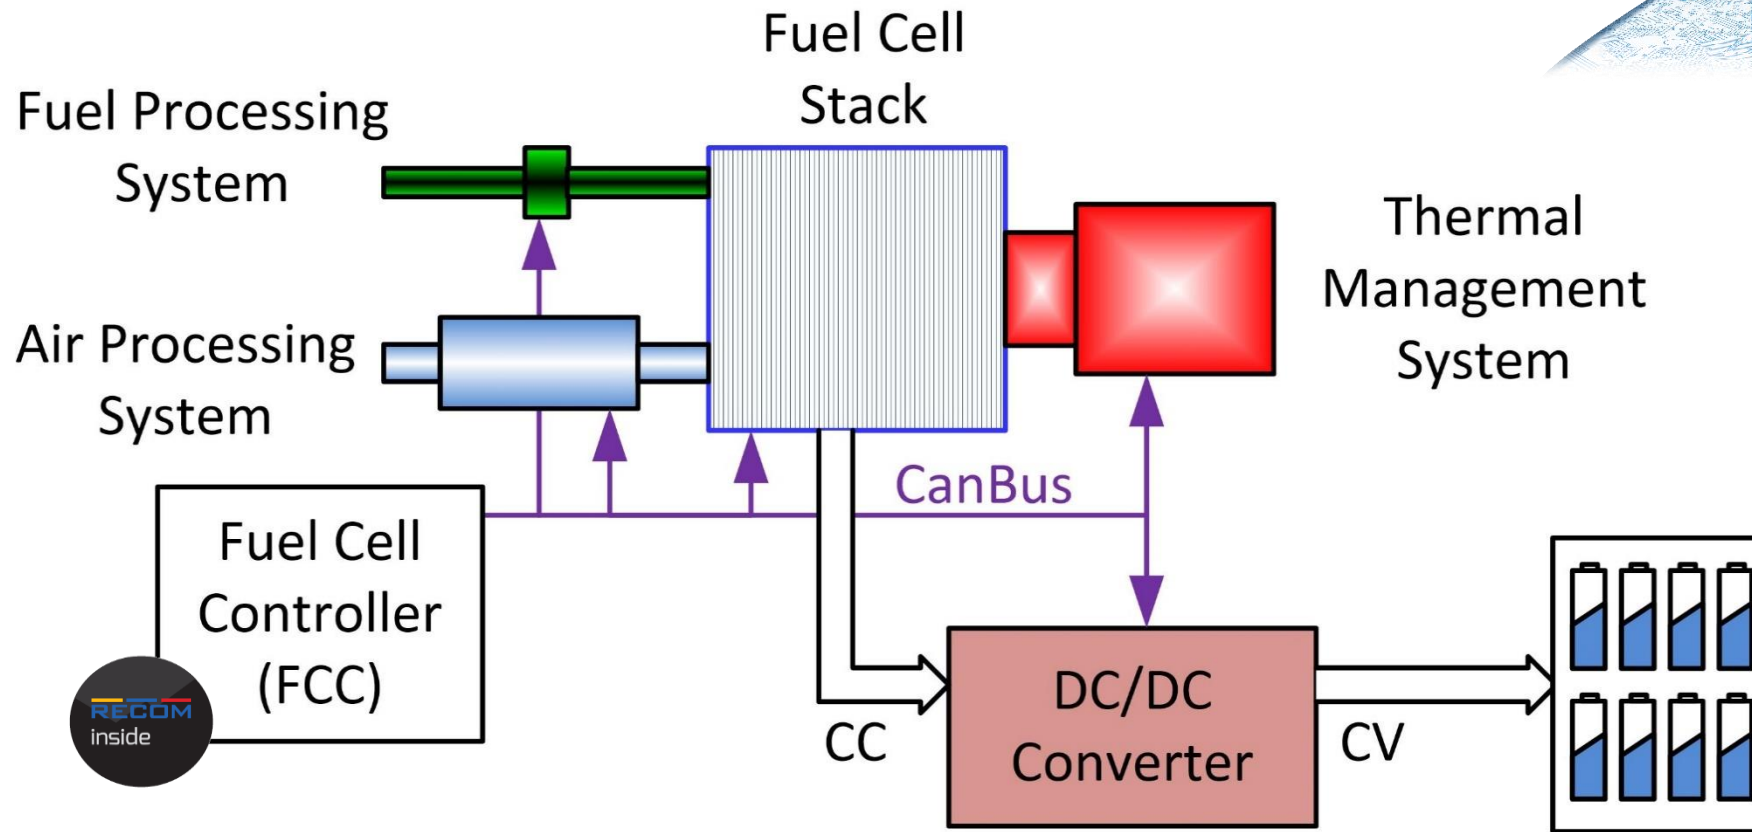 Fuel Cell
Stack
Fuel Processing
System
Thermal
Management
System
Air Processing
System
CanBus
Fuel Cell
Controller
(FCC)
RECOM
inside
CC
DC/DC
Converter
CV